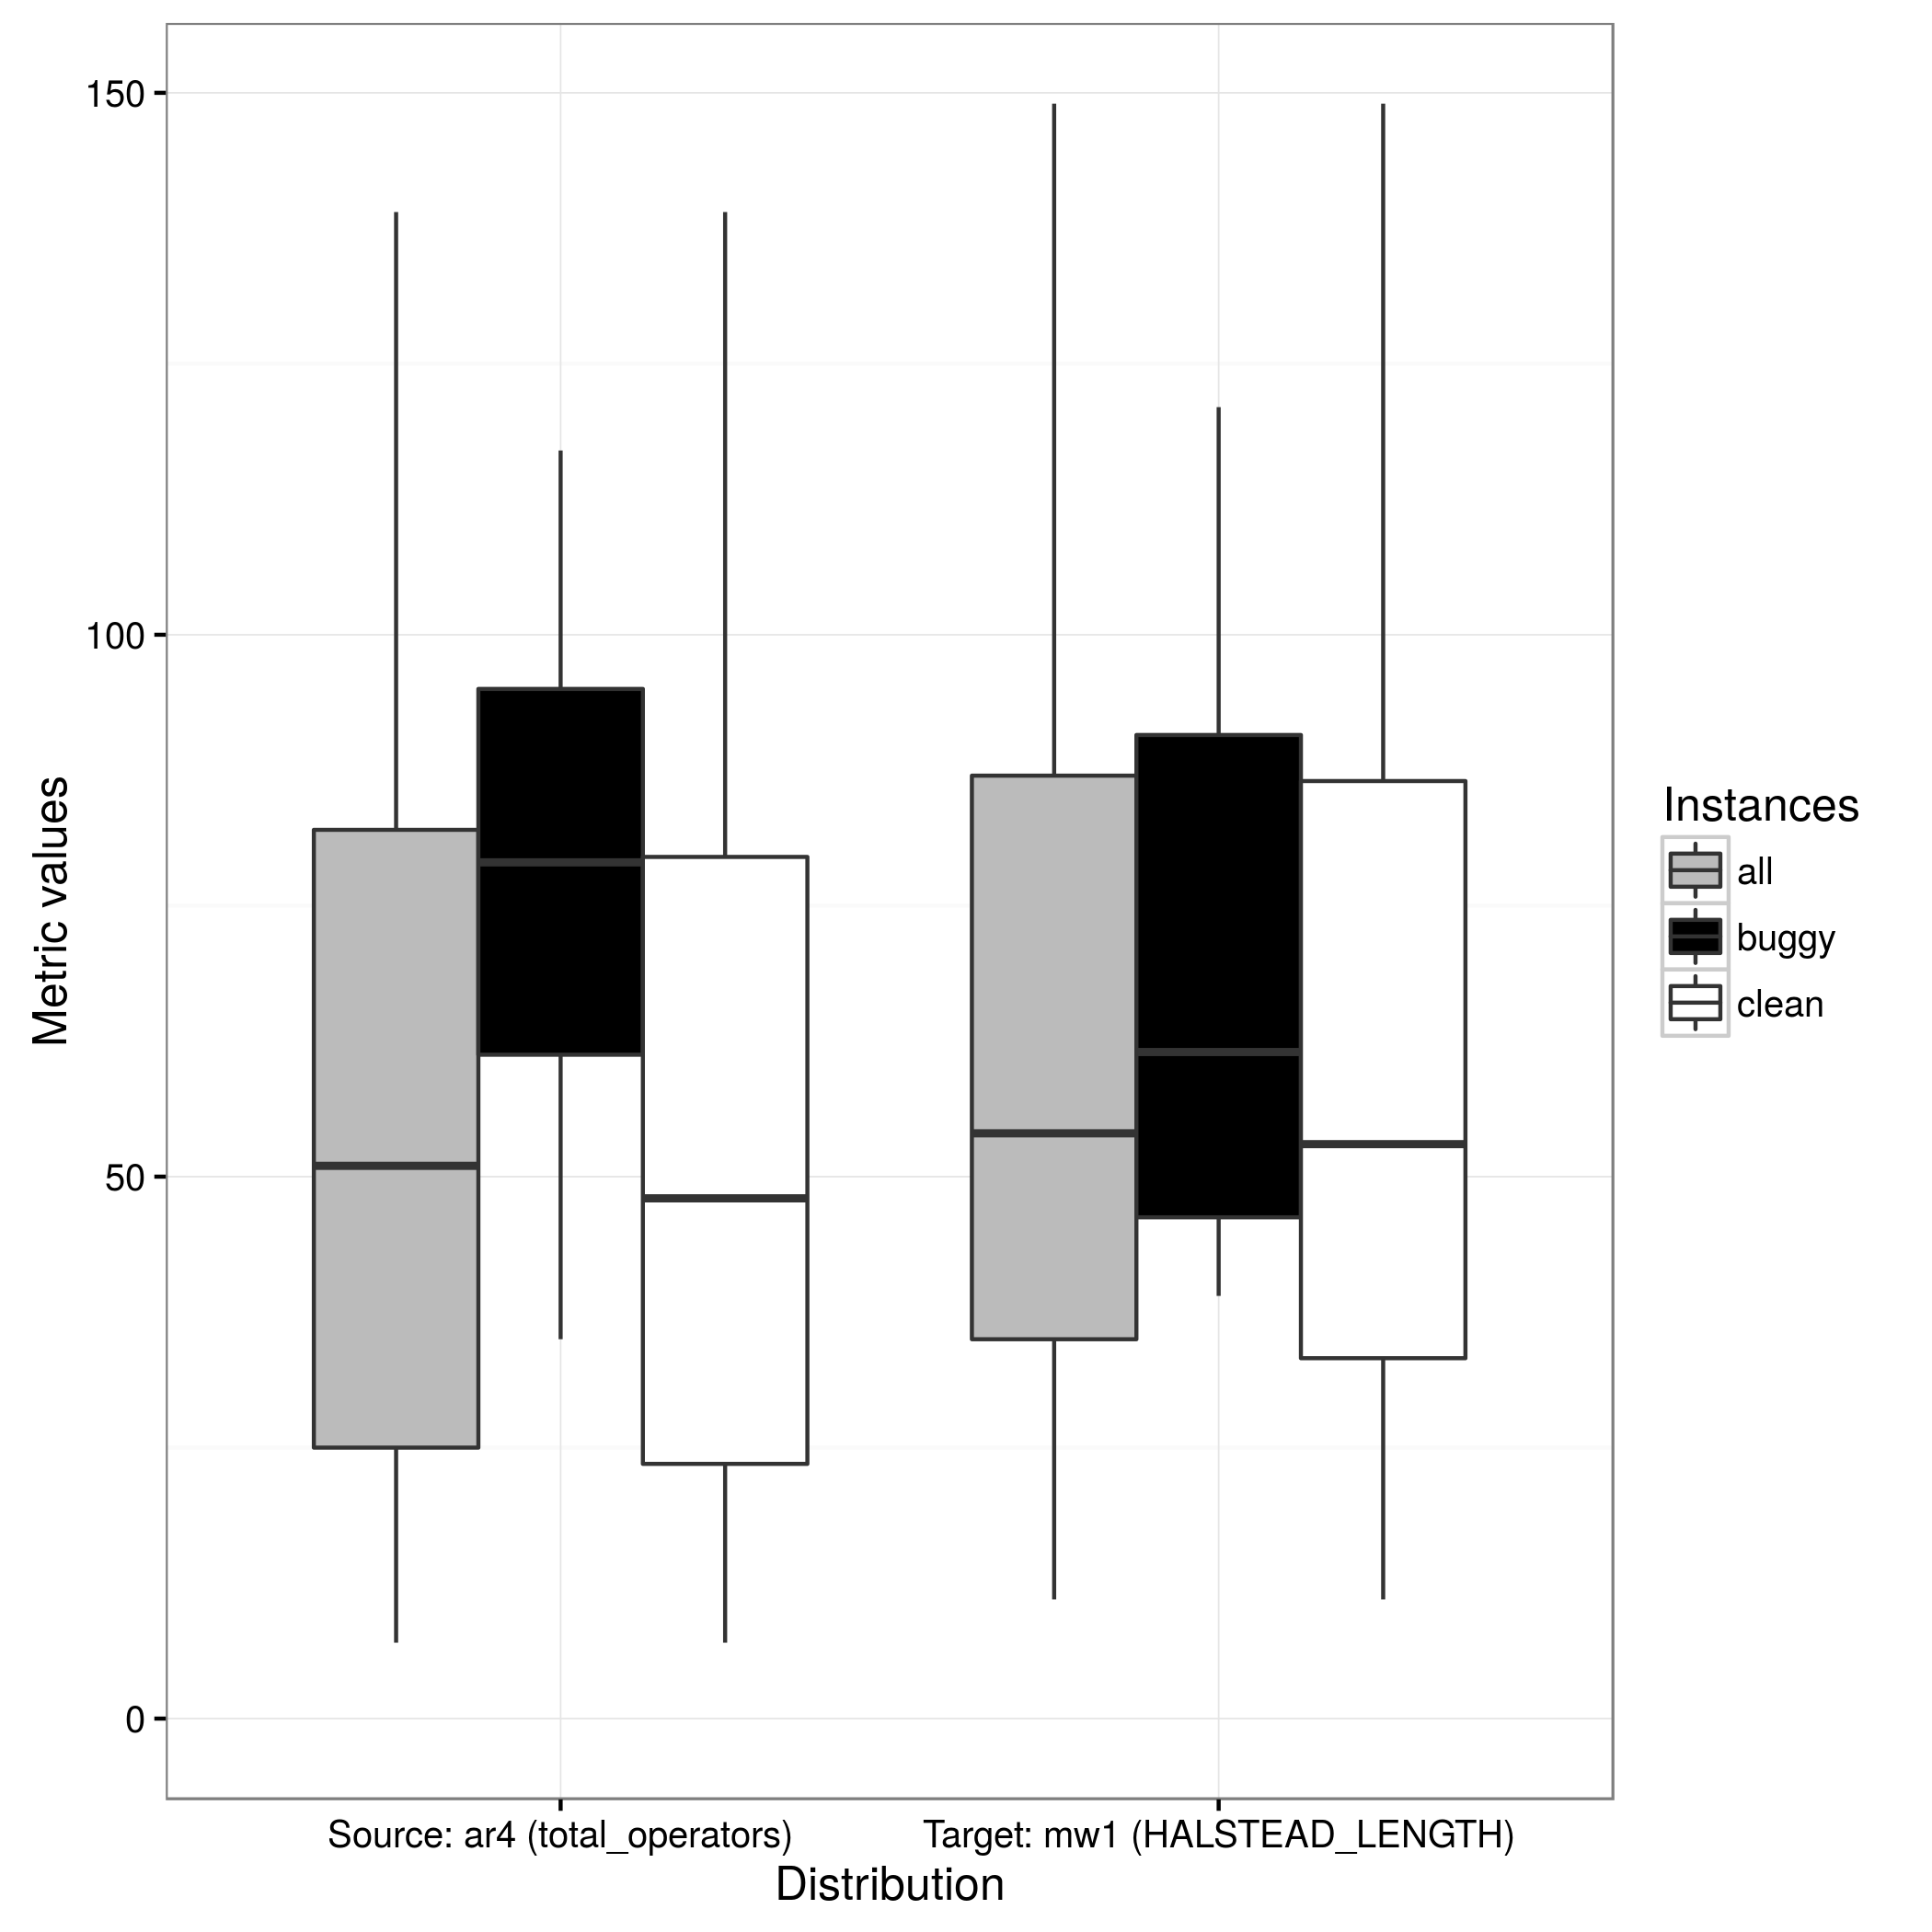 150
100
50
0
Metric values
Source: ar4 (total_operators)
Target: mw1 (HALSTEAD_LENGTH)
Distribution
Instances
all
buggy
clean